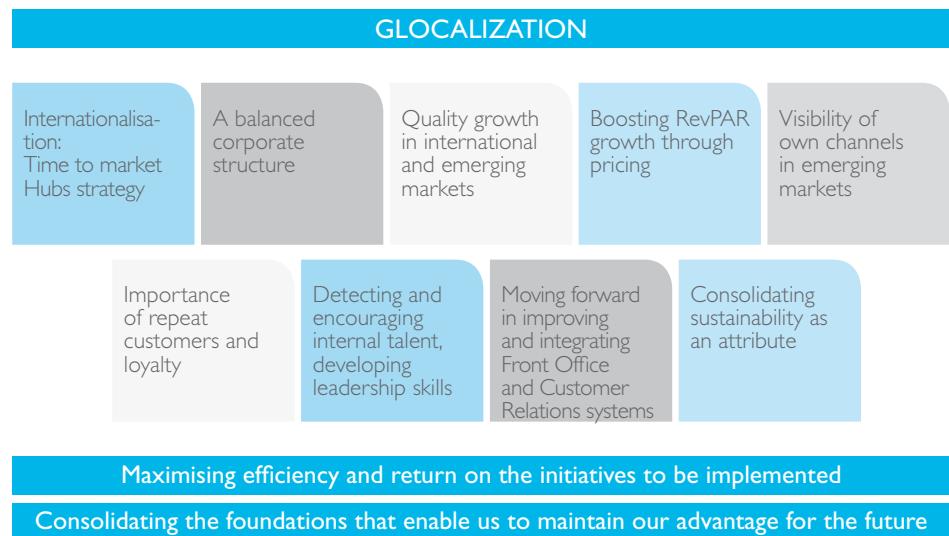 GLOCALIZATION
Internationalisa-
tion:
Time to market
Hubs strategy
A balanced
corporate
structure
Quality growth
in international
and emerging
markets
Boosting RevPAR
growth through
pricing
Visibility of
own channels
in emerging
markets
Importance
of repeat
customers and
loyalty
Detecting and
encouraging
internal talent,
developing
leadership skills
Moving forward
in improving
and integrating
Front Office
and Customer
Relations systems
Consolidating
sustainability as
an attribute
Maximising efficiency and return on the initiatives to be implemented
Consolidating the foundations that enable us to maintain our advantage for the future